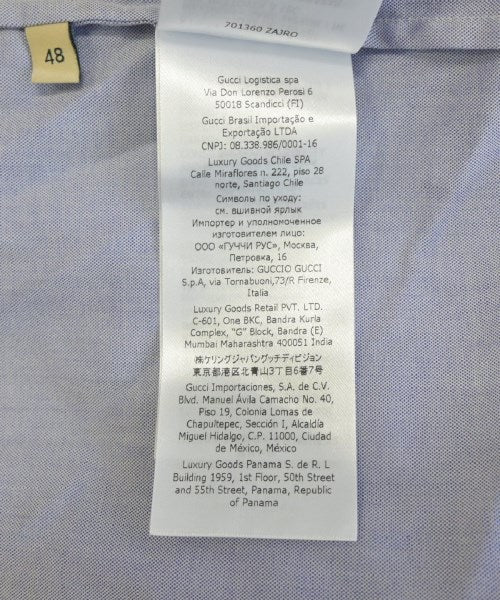 701360 ZAJRO
48
Gucci Logistica spa
Via Don Lorenzo Perosi 6
50018 Scandicci (FI)
Gucci Brasil Importação e
Exportação LTDA
CNPJ: 08.338.986/0001-16
Luxury Goods Chile SPA
Calle Miraflores n. 222, piso 28
norte, Santiago Chile
Символы по уходу:
см. вшивной ярлык
Импортер и уполномоченное
изготовителем лицо:
ООО «ГУЧЧИ РУС», Москва,
Петровка, 16
Изготовитель: GUCCIO GUCCI
S.p.A, via Tornabuoni,73/R Firenze,
Italia
Luxury Goods Retail PVT. LTD.
C-601, One BKC, Bandra Kurla
Complex, "G" Block, Bandra (E)
Mumbai Maharashtra 400051 India
㈱ケリングジャパングッチディビジョン
東京都港区北青山3丁目6番7号
Gucci Importaciones, S.A. de C.V.
Blvd. Manuel Ávila Camacho No. 40,
Piso 19, Colonia Lomas de
Chapultepec, Sección I, Alcaldía
Miguel Hidalgo, C.P. 11000, Ciudad
de México, México
Luxury Goods Panama S. de R. L
Building 1959, 1st Floor, 50th Street
and 55th Street, Panama, Republic
of Panama